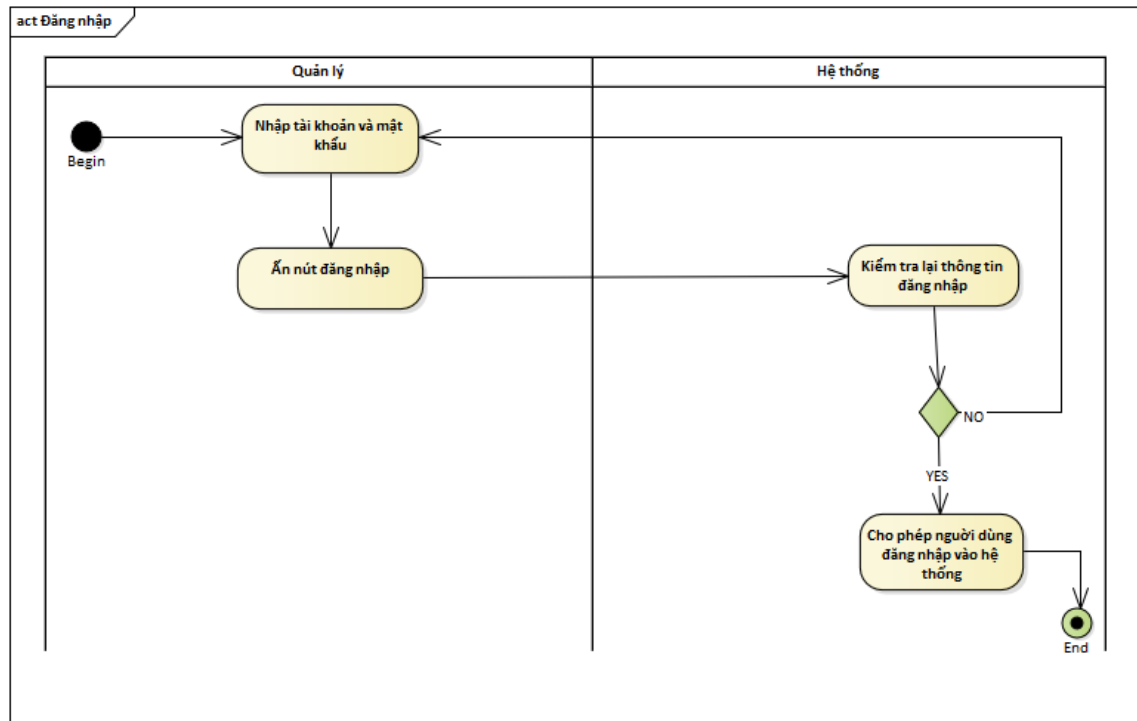 act Đăng nhập
Quản lý
Hệ thống
Nhập tài khoản và mật
khẩu
Begin
Ấn nút đăng nhập
Kiểm tra lại thông tin
đăng nhập
NO
YES
Cho phép người dùng
đăng nhập vào hệ
thống
End